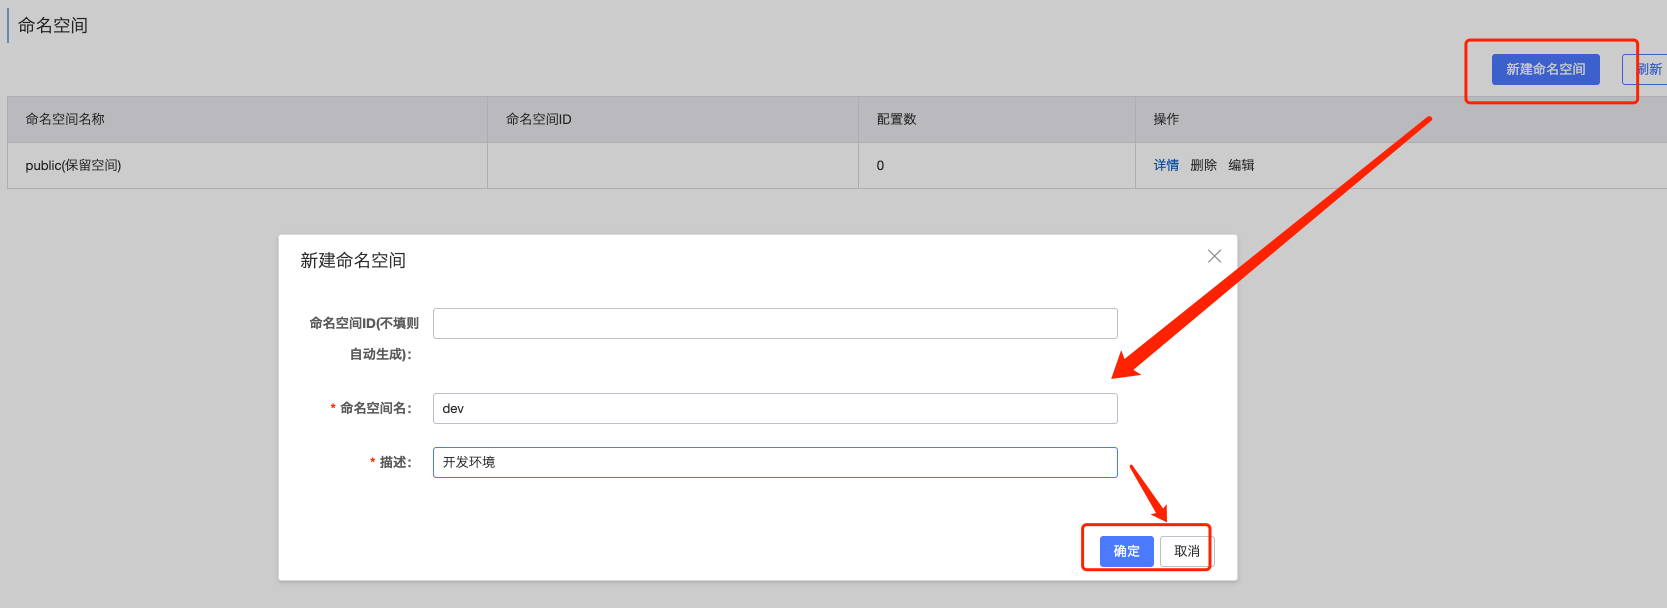 命名空间
新建命名空间 刷新
命名空间名称 命名空间ID 配置数 操作
public(保留空间) 0 详情 删除 编辑
新建命名空间
命名空间ID(不填则
自动生成):
* 命名空间名: dev
* 描述: 开发环境
确定 取消